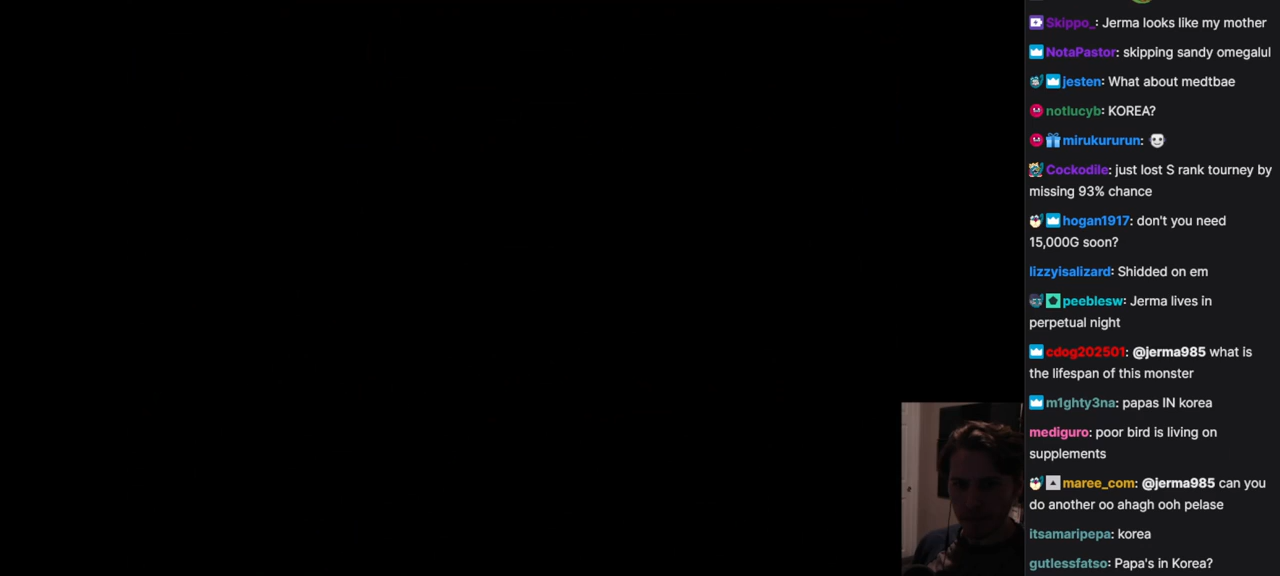 Skippo_: Jerma looks like my mother
NotaPastor: skipping sandy omegalul
jesten: What about medtbae
notlucyb: KOREA?
mirukururun:
Cockodile: just lost S rank tourney by
missing 93% chance
hogan1917: don't you need
15,000G soon?
lizzyisalizard: Shidded on em
peeblesw: Jerma lives in
perpetual night
cdog202501: @jerma985 what is
the lifespan of this monster
m1ghty3na: papas IN korea
mediguro: poor bird is living on
supplements
maree_com: @jerma985 can you
do another oo ahagh ooh pelase
itsamaripepa: korea
gutlessfatso: Papa's in Korea?